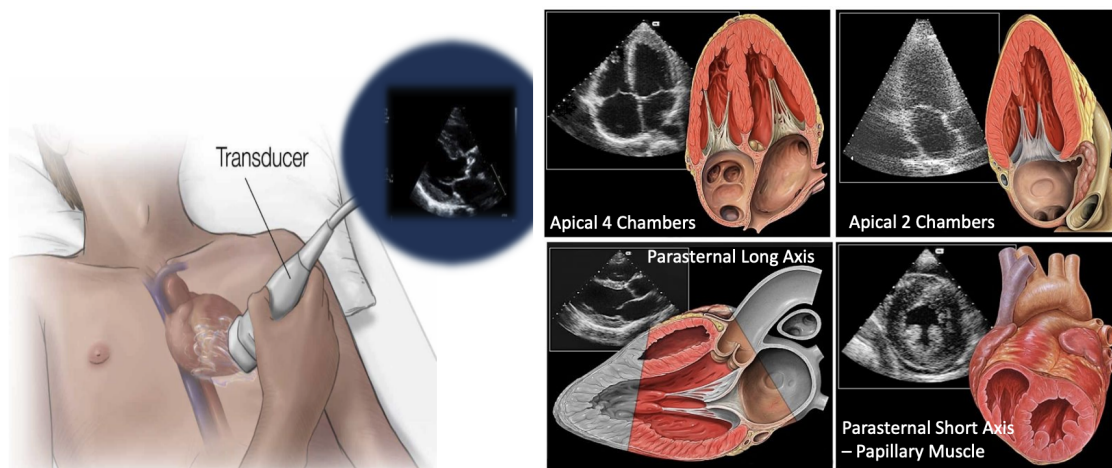 Transducer
Apical 4 Chambers
Apical 2 Chambers
Parasternal Long Axis
Parasternal Short Axis
– Papillary Muscle